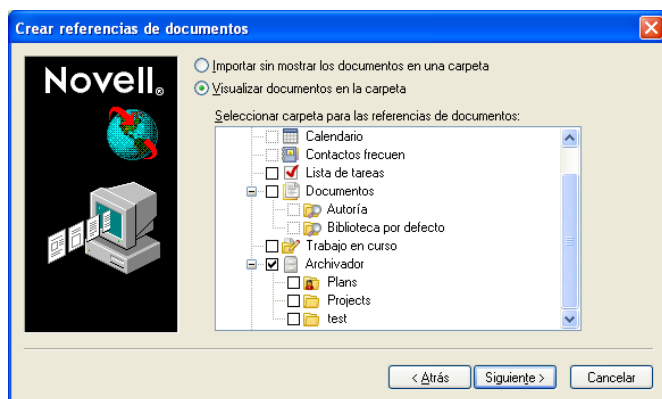 Crear referencias de documentos
Novell®
Importar sin mostrar los documentos en una carpeta
Visualizar documentos en la carpeta
Seleccionar carpeta para las referencias de documentos:
Calendario
Contactos frecuen
Lista de tareas
Documentos
Autoría
Biblioteca por defecto
Trabajo en curso
Archivador
Plans
Projects
test
< Atrás
Siguiente >
Cancelar